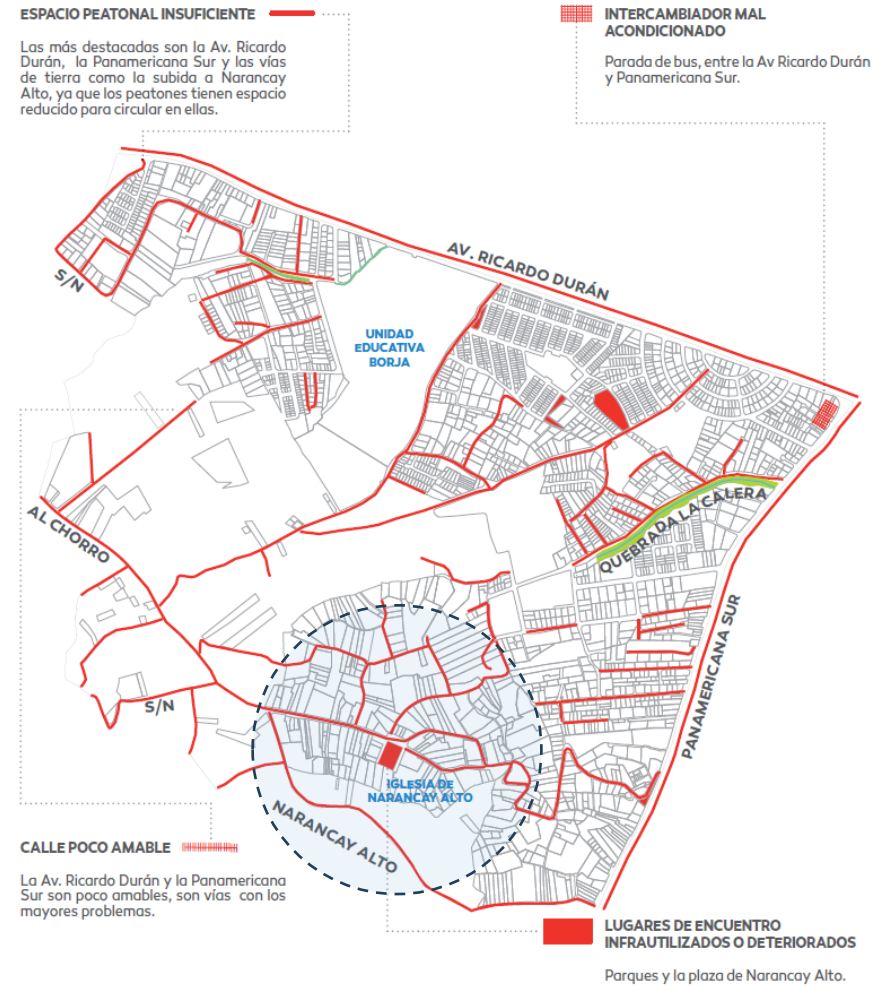 ESPACIO PEATONAL INSUFICIENTE
Las más destacadas son la Av. Ricardo
Durán, la Panamericana Sur y las vías
de tierra como la subida a Narancay
Alto, ya que los peatones tienen espacio
reducido para circular en ellas.
INTERCAMBIADOR MAL
ACONDICIONADO
Parada de bus, entre la Av Ricardo Durán
y Panamericana Sur.
AV. RICARDO DURÁN
S/N
UNIDAD
EDUCATIVA
BORJA
QUEBRADA LA CALERA
AL CHORRO
PANAMERICANA SUR
S/N
IGLESIA DE
NARANCAY ALTO
NARANCAY ALTO
CALLE POCO AMABLE
La Av. Ricardo Durán y la Panamericana
Sur son poco amables, son vías con los
mayores problemas.
LUGARES DE ENCUENTRO
INFRAUTILIZADOS O DETERIORADOS
Parques y la plaza de Narancay Alto.